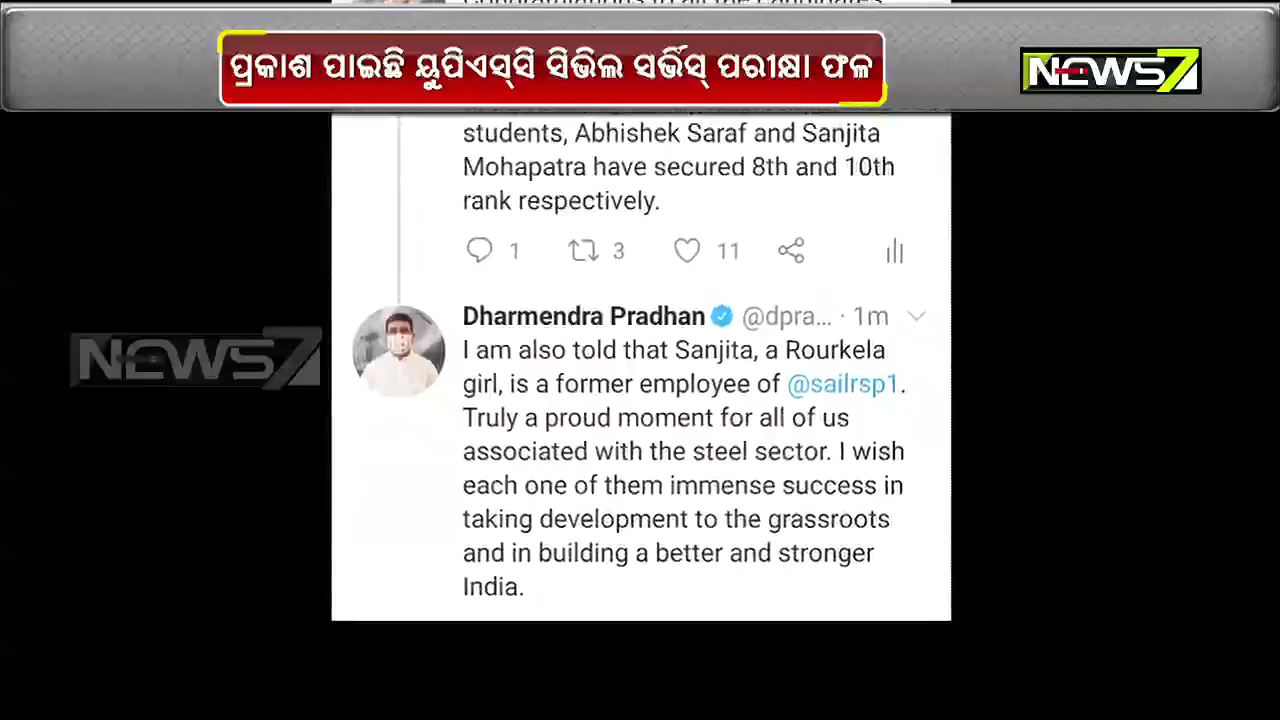 ପ୍ରକାଶ ପାଇଛି ୟୁପିଏସ୍‌ସି ସିଭିଲ ସର୍ଭିସ୍ ପରୀକ୍ଷା ଫଳ
NEWS7
students, Abhishek Saraf and Sanjita
Mohapatra have secured 8th and 10th
rank respectively.
1 3 11
Dharmendra Pradhan @dpra... · 1m
I am also told that Sanjita, a Rourkela
girl, is a former employee of @sailrsp1.
Truly a proud moment for all of us
associated with the steel sector. I wish
each one of them immense success in
taking development to the grassroots
and in building a better and stronger
India.
NEWS7